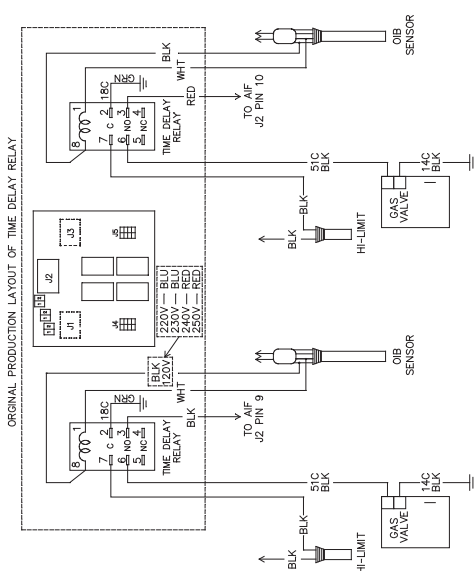 ORGINAL PRODUCTION LAYOUT OF TIME DELAY RELAY
BLK
WHT
18C
GRN
RED
1
8
2
7
C
3
6
NO
4
5
NC
TIME DELAY
RELAY
TO AIF
J2 PIN 10
OIB
SENSOR
51C
BLK
14C
BLK
GAS
VALVE
BLK
BLK
HI-LIMIT
J1
J2
J3
J4
J5
220V — BLU
230V — BLU
240V — RED
250V — RED
BLK
120V
WHT
18C
GRN
BLK
1
8
2
7
C
3
6
NO
4
5
NC
TIME DELAY
RELAY
TO AIF
J2 PIN 9
OIB
SENSOR
51C
BLK
14C
BLK
GAS
VALVE
BLK
BLK
HI-LIMIT